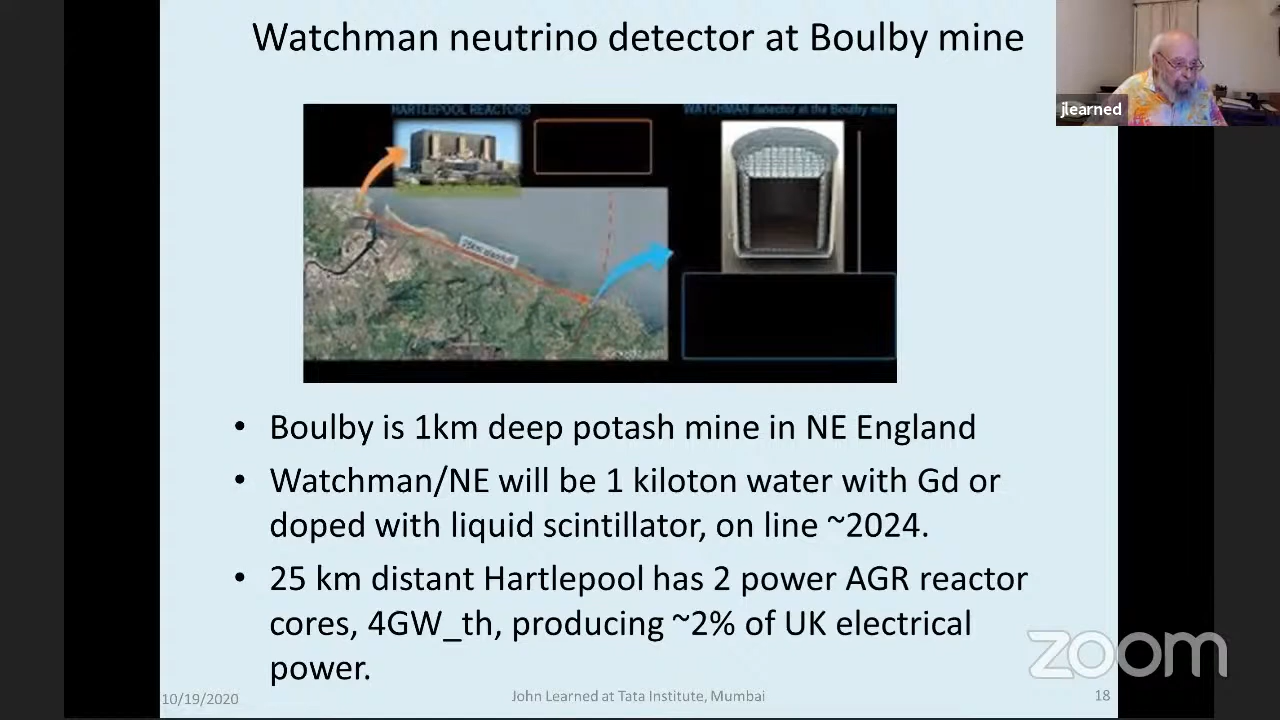 Watchman neutrino detector at Boulby mine
jlearned
HARTLEPOOL REACTORS
WATCHMAN detector at the Boulby mine
• Boulby is 1km deep potash mine in NE England
• Watchman/NE will be 1 kiloton water with Gd or
doped with liquid scintillator, on line ~2024.
• 25 km distant Hartlepool has 2 power AGR reactor
cores, 4GW_th, producing ~2% of UK electrical
power.
zoom
10/19/2020
John Learned at Tata Institute, Mumbai
18